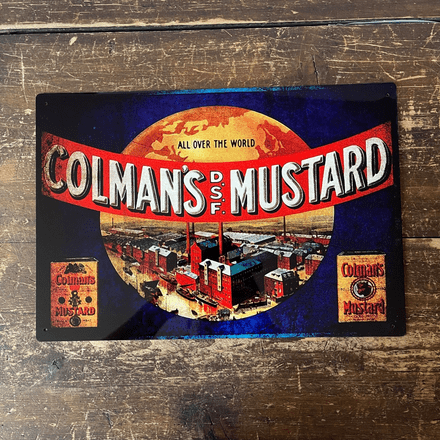 ALL OVER THE WORLD
COLMAN'S D.S.F. MUSTARD
Colman's
MUSTARD
Colman's
Mustard